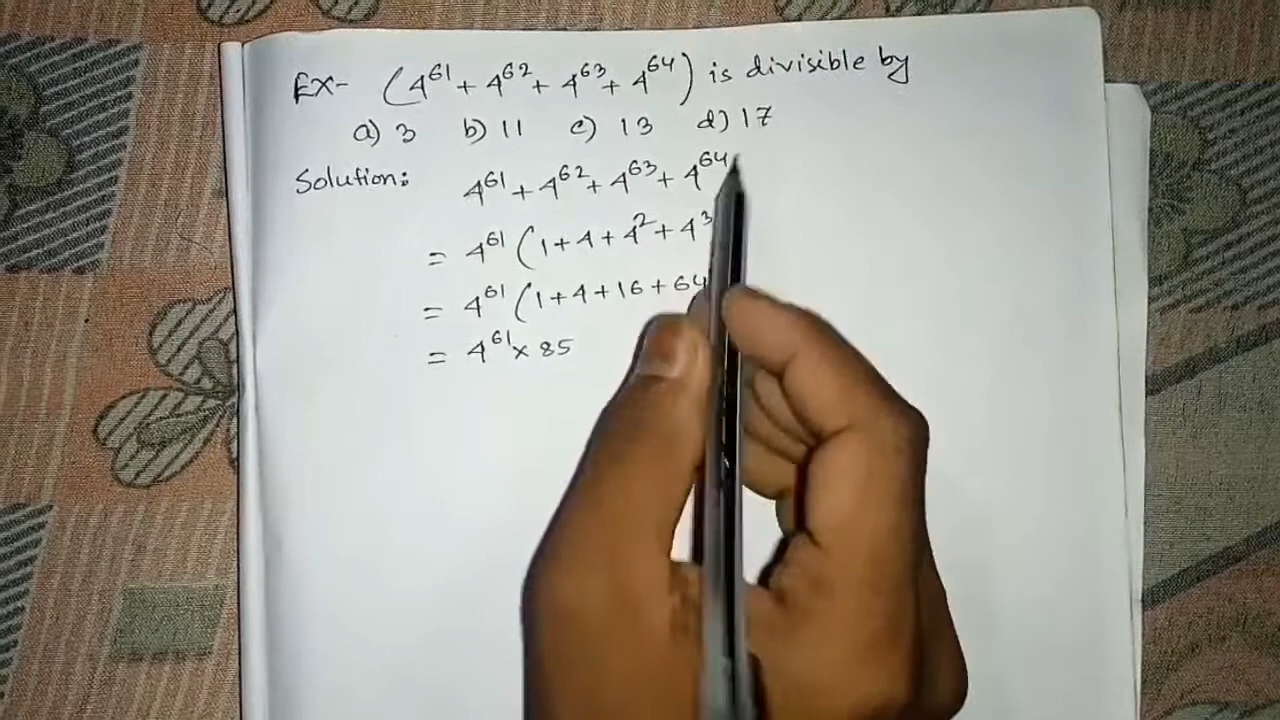 Ex- (4^61 + 4^62 + 4^63 + 4^64) is divisible by
a) 3 b) 11 c) 13 d) 17
Solution: 4^61 + 4^62 + 4^63 + 4^64
= 4^61 (1 + 4 + 4^2 + 4^3
= 4^61 (1 + 4 + 16 + 64
= 4^61 × 85